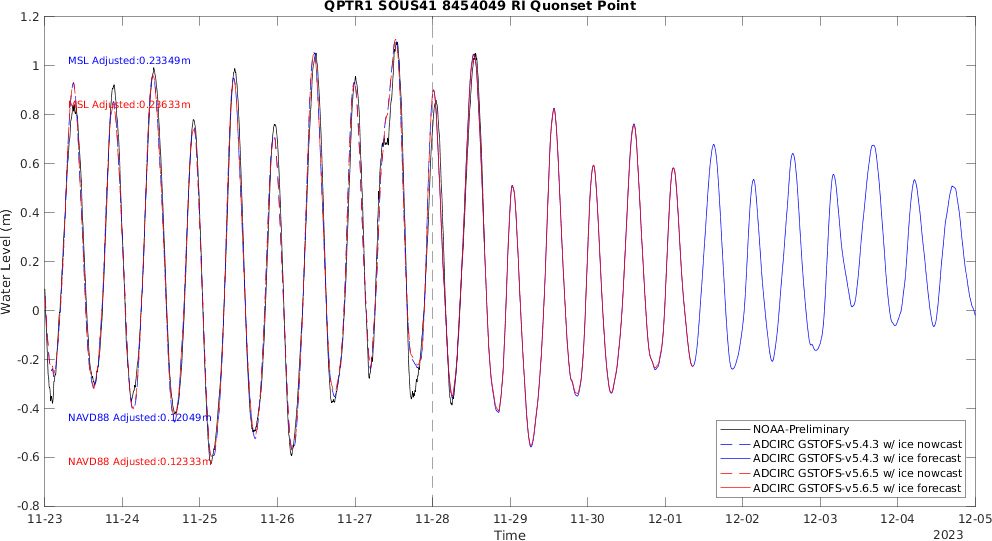 QPTR1 SOUS41 8454049 RI Quonset Point
1.2
1
0.8
0.6
0.4
0.2
0
-0.2
-0.4
-0.6
-0.8
Water Level (m)
MSL Adjusted:0.23349m
MSL Adjusted:0.23633m
NAVD88 Adjusted:0.12049m
NAVD88 Adjusted:0.12333m
NOAA-Preliminary
ADCIRC GSTOFS-v5.4.3 w/ ice nowcast
ADCIRC GSTOFS-v5.4.3 w/ ice forecast
ADCIRC GSTOFS-v5.6.5 w/ ice nowcast
ADCIRC GSTOFS-v5.6.5 w/ ice forecast
11-23 11-24 11-25 11-26 11-27 11-28 11-29 11-30 12-01 12-02 12-03 12-04 12-05
Time
2023